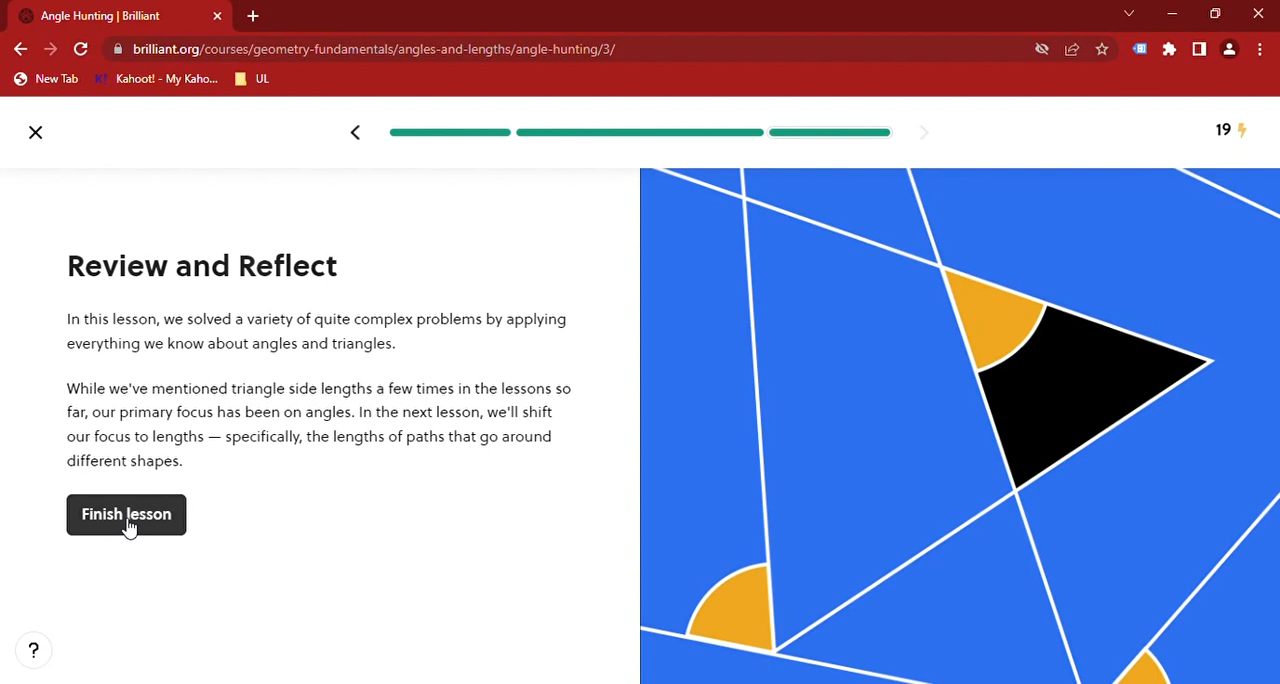 Angle Hunting | Brilliant
brilliant.org/courses/geometry-fundamentals/angles-and-lengths/angle-hunting/3/
New Tab K! Kahoot! - My Kaho... UL
19
Review and Reflect
In this lesson, we solved a variety of quite complex problems by applying
everything we know about angles and triangles.
While we've mentioned triangle side lengths a few times in the lessons so
far, our primary focus has been on angles. In the next lesson, we'll shift
our focus to lengths — specifically, the lengths of paths that go around
different shapes.
Finish lesson
?